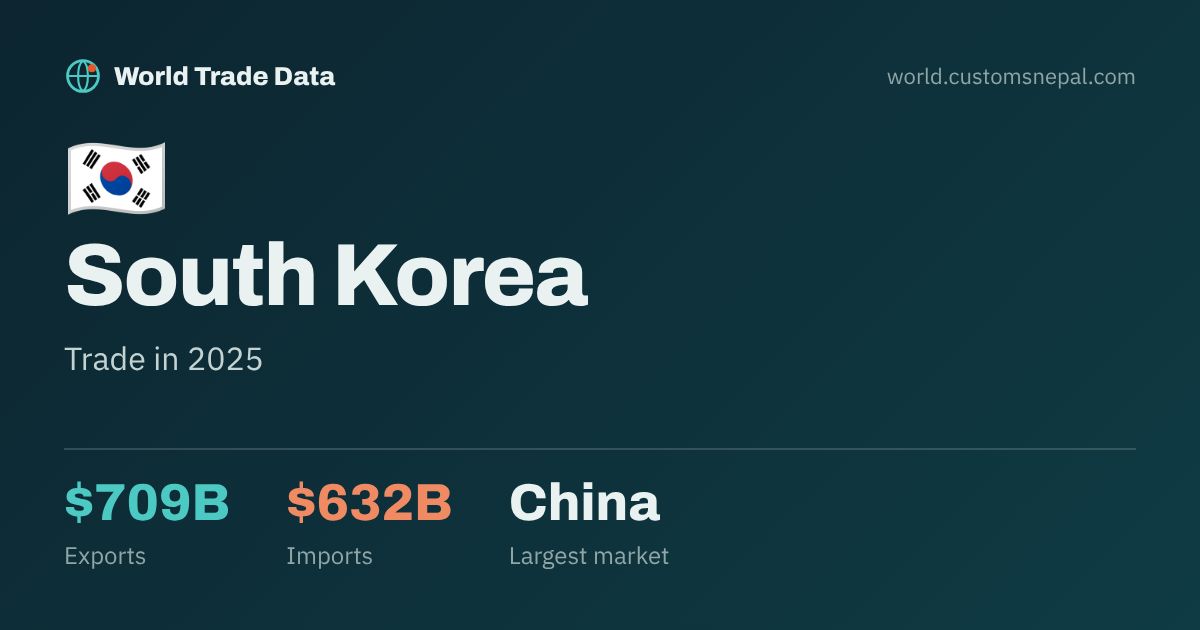 World Trade Data
world.customsnepal.com
South Korea
Trade in 2025
$709B $632B China
Exports Imports Largest market